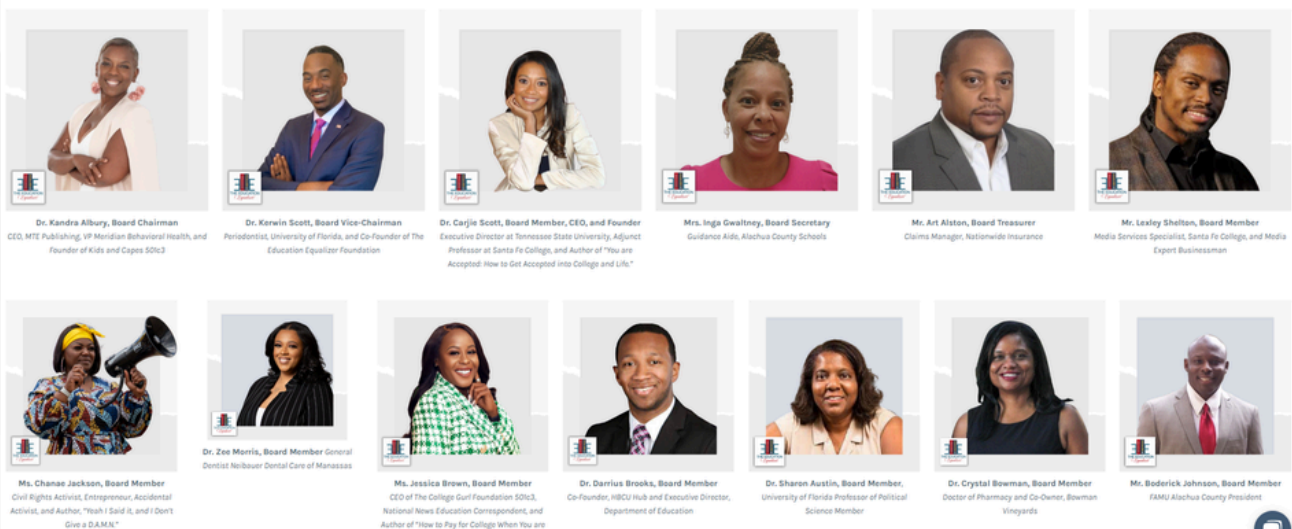 Dr. Kandra Albury, Board Chairman
CEO, MTE Publishing, VP Meridian Behavioral Health, and
Founder of Kids and Capes 501c3
Dr. Kerwin Scott, Board Vice-Chairman
Periodontist, University of Florida, and Co-Founder of The
Education Equalizer Foundation
Dr. Carjie Scott, Board Member, CEO, and Founder
Executive Director at Tennessee State University, Adjunct
Professor at Santa Fe College, and Author of "You are
Accepted: How to Get Accepted into College and Life."
Mrs. Inga Gwaltney, Board Secretary
Guidance Aide, Alachua County Schools
Mr. Art Alston, Board Treasurer
Claims Manager, Nationwide Insurance
Mr. Lexley Shelton, Board Member
Media Services Specialist, Santa Fe College, and Media
Expert Businessman
Ms. Chanae Jackson, Board Member
Civil Rights Activist, Entrepreneur, Accidental
Activist, and Author, "Yeah I Said It, and I Don't
Give a D.A.M.N."
Dr. Zee Morris, Board Member General
Dentist Neibauer Dental Care of Manassas
Ms. Jessica Brown, Board Member
CEO of The College Gurl Foundation 501c3,
National News Education Correspondent, and
Author of "How to Pay for College When You are
Dr. Darrius Brooks, Board Member
Co-Founder, HBCU Hub and Executive Director,
Department of Education
Dr. Sharon Austin, Board Member,
University of Florida Professor of Political
Science Member
Dr. Crystal Bowman, Board Member
Doctor of Pharmacy and Co-Owner, Bowman
Vineyards
Mr. Boderick Johnson, Board Member
FAMU Alachua County President